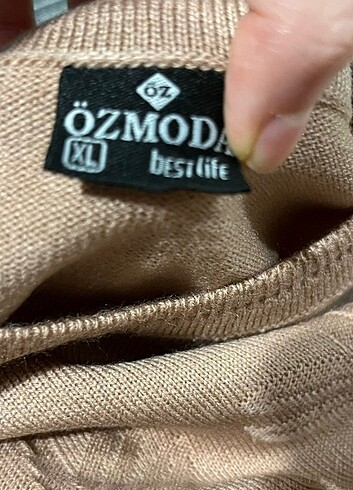 ÖZ
ÖZMODA
XL
bEST life